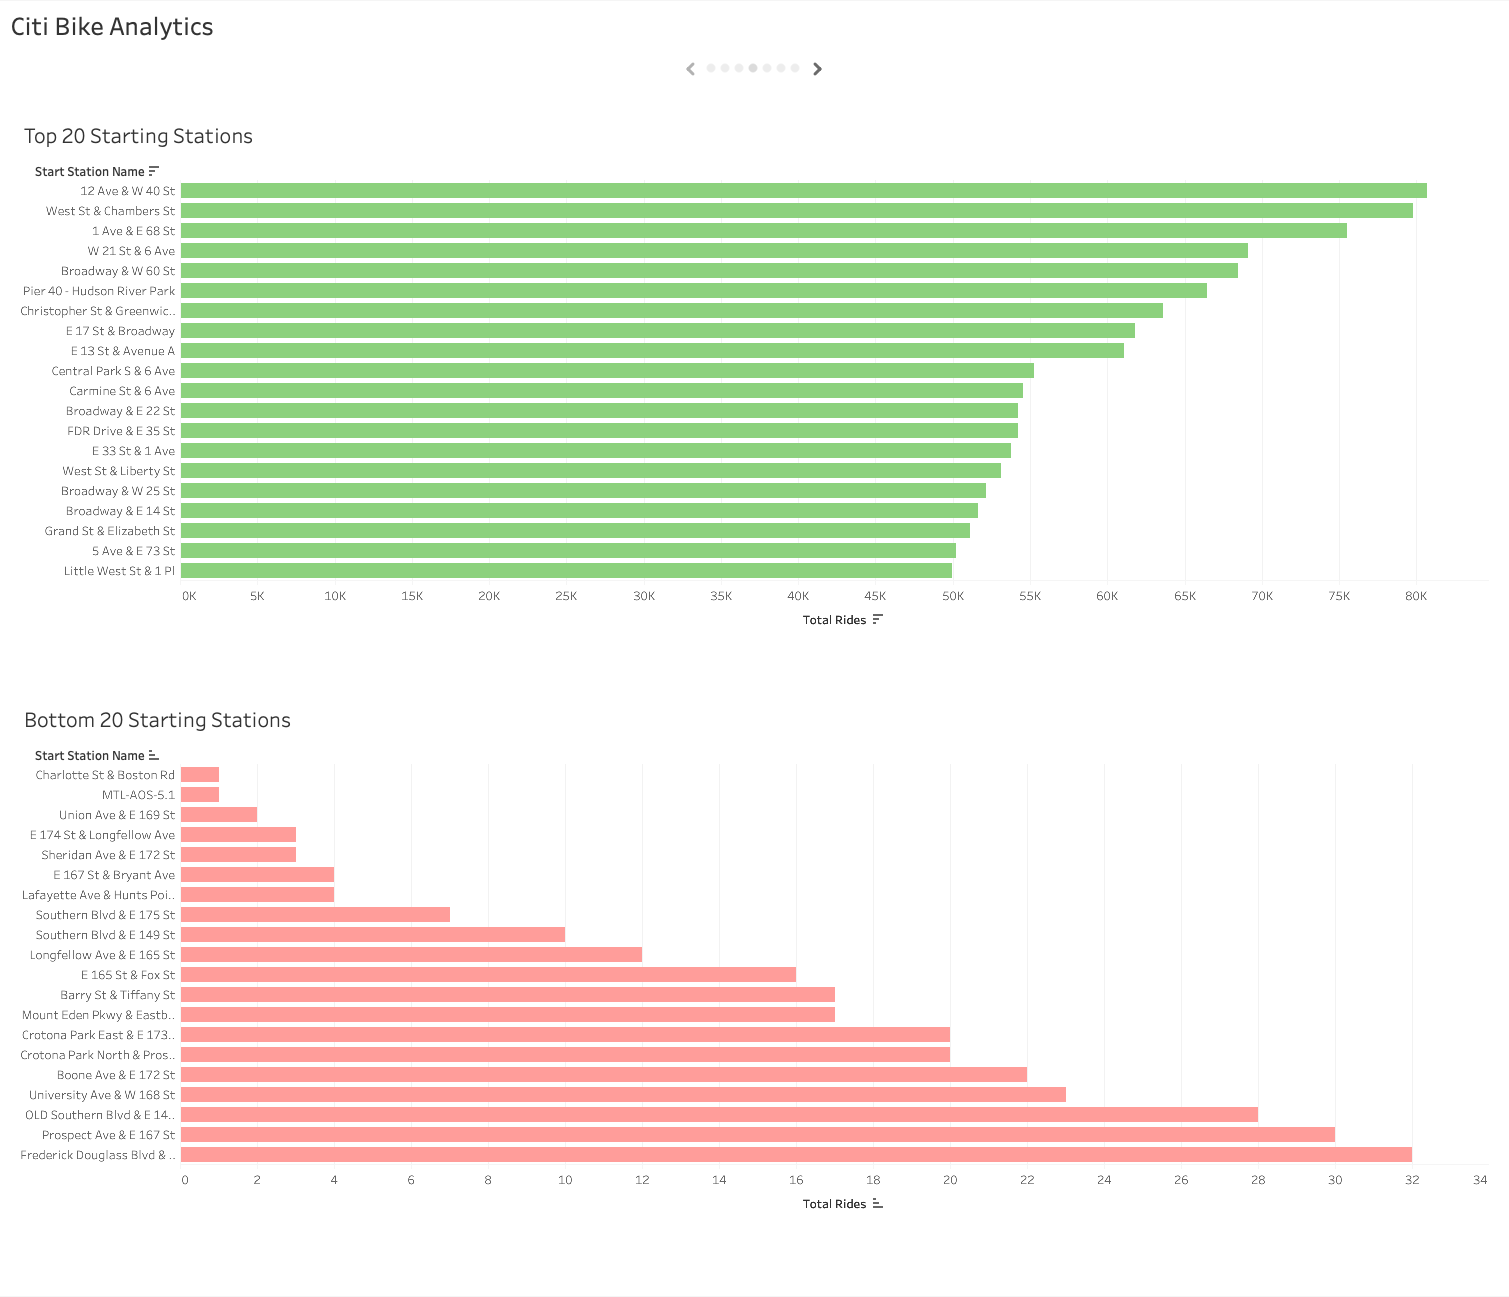 Citi Bike Analytics
Top 20 Starting Stations
Start Station Name
12 Ave & W 40 St
West St & Chambers St
1 Ave & E 68 St
W 21 St & 6 Ave
Broadway & W 60 St
Pier 40 - Hudson River Park
Christopher St & Greenwic..
E 17 St & Broadway
E 13 St & Avenue A
Central Park S & 6 Ave
Carmine St & 6 Ave
Broadway & E 22 St
FDR Drive & E 35 St
E 33 St & 1 Ave
West St & Liberty St
Broadway & W 25 St
Broadway & E 14 St
Grand St & Elizabeth St
5 Ave & E 73 St
Little West St & 1 Pl
0K 5K 10K 15K 20K 25K 30K 35K 40K 45K 50K 55K 60K 65K 70K 75K 80K
Total Rides
Bottom 20 Starting Stations
Start Station Name
Charlotte St & Boston Rd
MTL-AOS-5.1
Union Ave & E 169 St
E 174 St & Longfellow Ave
Sheridan Ave & E 172 St
E 167 St & Bryant Ave
Lafayette Ave & Hunts Poi..
Southern Blvd & E 175 St
Southern Blvd & E 149 St
Longfellow Ave & E 165 St
E 165 St & Fox St
Barry St & Tiffany St
Mount Eden Pkwy & Eastb..
Crotona Park East & E 173..
Crotona Park North & Pros..
Boone Ave & E 172 St
University Ave & W 168 St
OLD Southern Blvd & E 14..
Prospect Ave & E 167 St
Frederick Douglass Blvd & ..
0 2 4 6 8 10 12 14 16 18 20 22 24 26 28 30 32 34
Total Rides